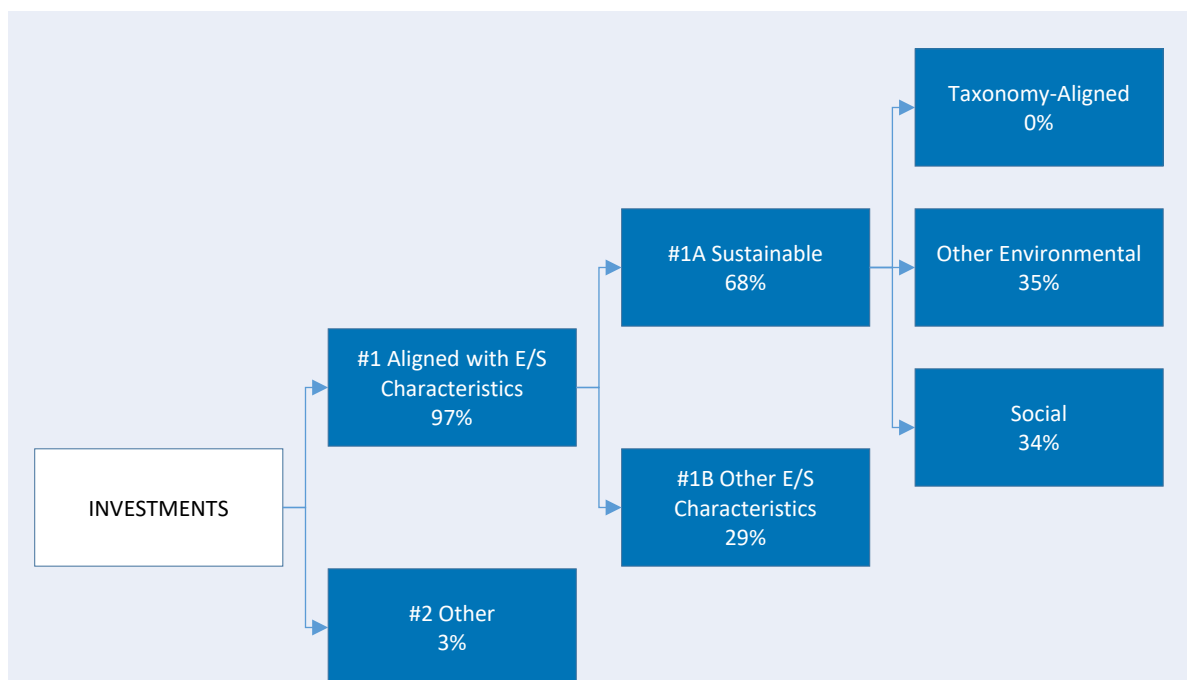 INVESTMENTS
#1 Aligned with E/S
Characteristics
97%
#2 Other
3%
#1A Sustainable
68%
#1B Other E/S
Characteristics
29%
Taxonomy-Aligned
0%
Other Environmental
35%
Social
34%